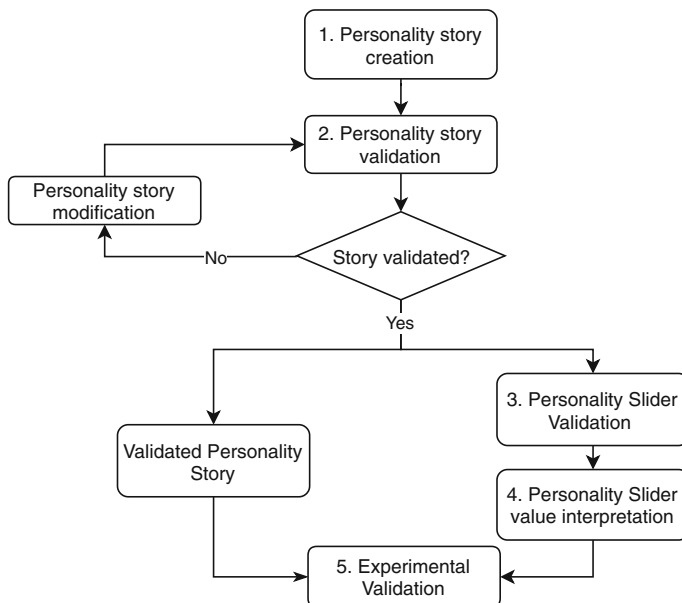 1. Personality story
creation
2. Personality story
validation
Personality story
modification
Story validated?
No
Yes
3. Personality Slider
Validation
Validated Personality
Story
4. Personality Slider
value interpretation
5. Experimental
Validation